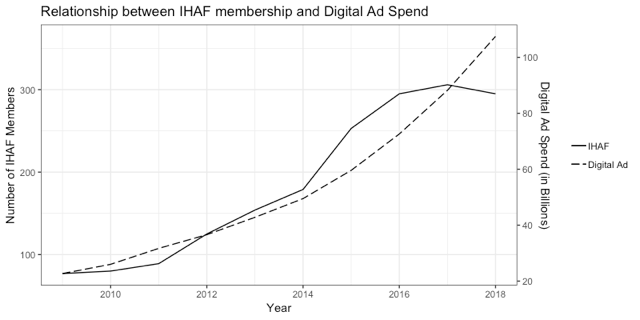 Relationship between IHAF membership and Digital Ad Spend
Number of IHAF Members
300
200
100
100
80
60
40
20
Digital Ad Spend (in Billions)
2010
2012
2014
2016
2018
Year
IHAF
Digital Ad